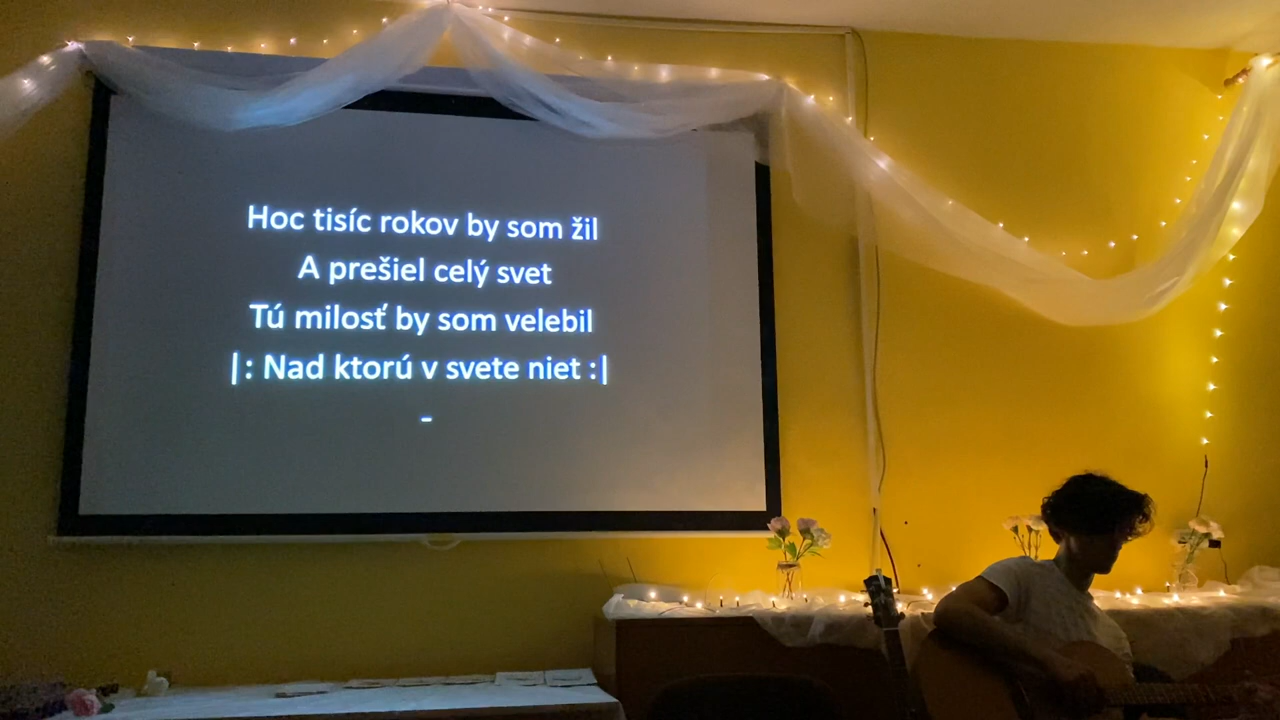 Hoc tisíc rokov by som žil
A prešiel celý svet
Tú milosť by som velebil
|: Nad ktorú v svete niet :|
-